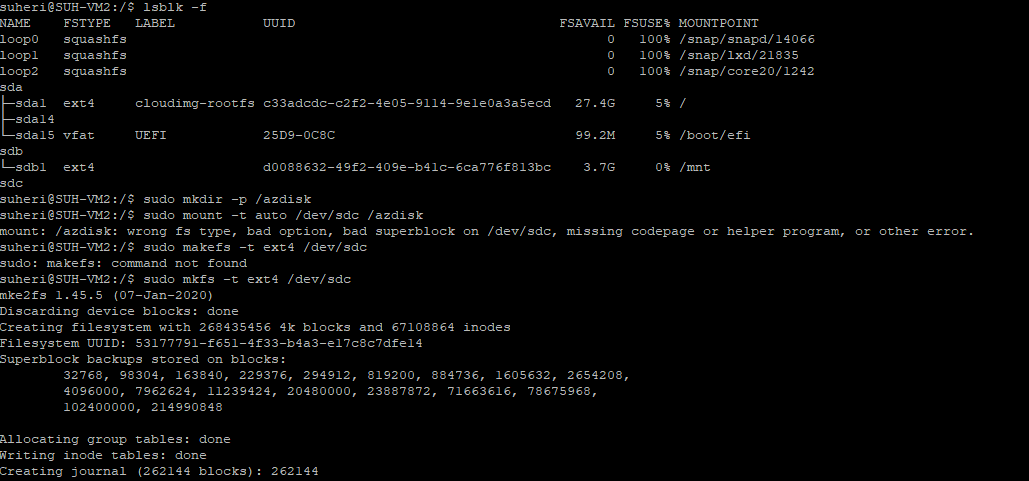 suheri@SUH-VM2:/$ lsblk -f
NAME    FSTYPE   LABEL           UUID                                 FSAVAIL FSUSE% MOUNTPOINT
loop0   squashfs                                                            0   100% /snap/snapd/14066
loop1   squashfs                                                            0   100% /snap/lxd/21835
loop2   squashfs                                                            0   100% /snap/core20/1242
sda
├─sda1  ext4     cloudimg-rootfs c33adcdc-c2f2-4e05-9114-9e1e0a3a5ecd   27.4G     5% /
├─sda14
└─sda15 vfat     UEFI            25D9-0C8C                              99.2M     5% /boot/efi
sdb
└─sdb1  ext4                     d0088632-49f2-409e-b41c-6ca776f813bc    3.7G     0% /mnt
sdc
suheri@SUH-VM2:/$ sudo mkdir -p /azdisk
suheri@SUH-VM2:/$ sudo mount -t auto /dev/sdc /azdisk
mount: /azdisk: wrong fs type, bad option, bad superblock on /dev/sdc, missing codepage or helper program, or other error.
suheri@SUH-VM2:/$ sudo makefs -t ext4 /dev/sdc
sudo: makefs: command not found
suheri@SUH-VM2:/$ sudo mkfs -t ext4 /dev/sdc
mke2fs 1.45.5 (07-Jan-2020)
Discarding device blocks: done
Creating filesystem with 268435456 4k blocks and 67108864 inodes
Filesystem UUID: 53177791-f651-4f33-b4a3-e17c8c7dfe14
Superblock backups stored on blocks:
        32768, 98304, 163840, 229376, 294912, 819200, 884736, 1605632, 2654208,
        4096000, 7962624, 11239424, 20480000, 23887872, 71663616, 78675968,
        102400000, 214990848

Allocating group tables: done
Writing inode tables: done
Creating journal (262144 blocks): 262144